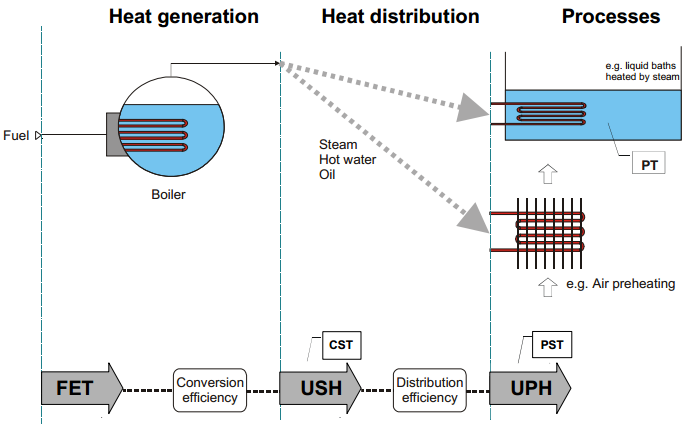 Heat generation
Heat distribution
Processes
e.g. liquid baths
heated by steam
Fuel
Steam
Hot water
Oil
PT
Boiler
e.g. Air preheating
CST
PST
FET
Conversion
efficiency
USH
Distribution
efficiency
UPH